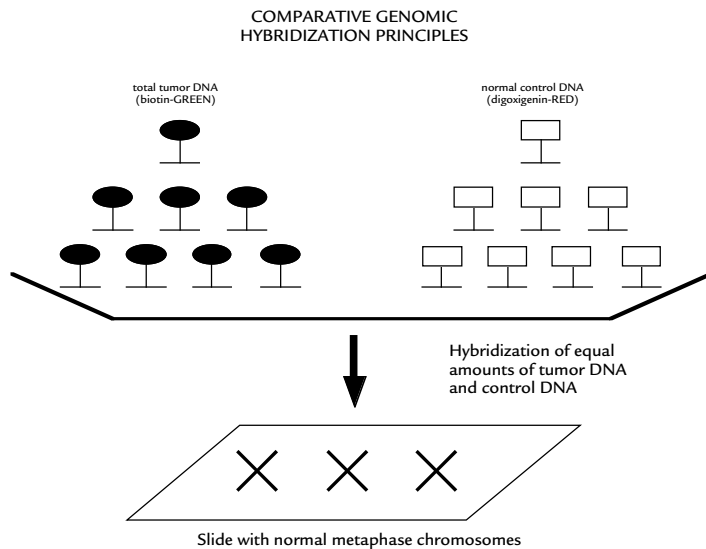 COMPARATIVE GENOMIC
HYBRIDIZATION PRINCIPLES
total tumor DNA
(biotin-GREEN)
normal control DNA
(digoxigenin-RED)
Hybridization of equal
amounts of tumor DNA
and control DNA
Slide with normal metaphase chromosomes